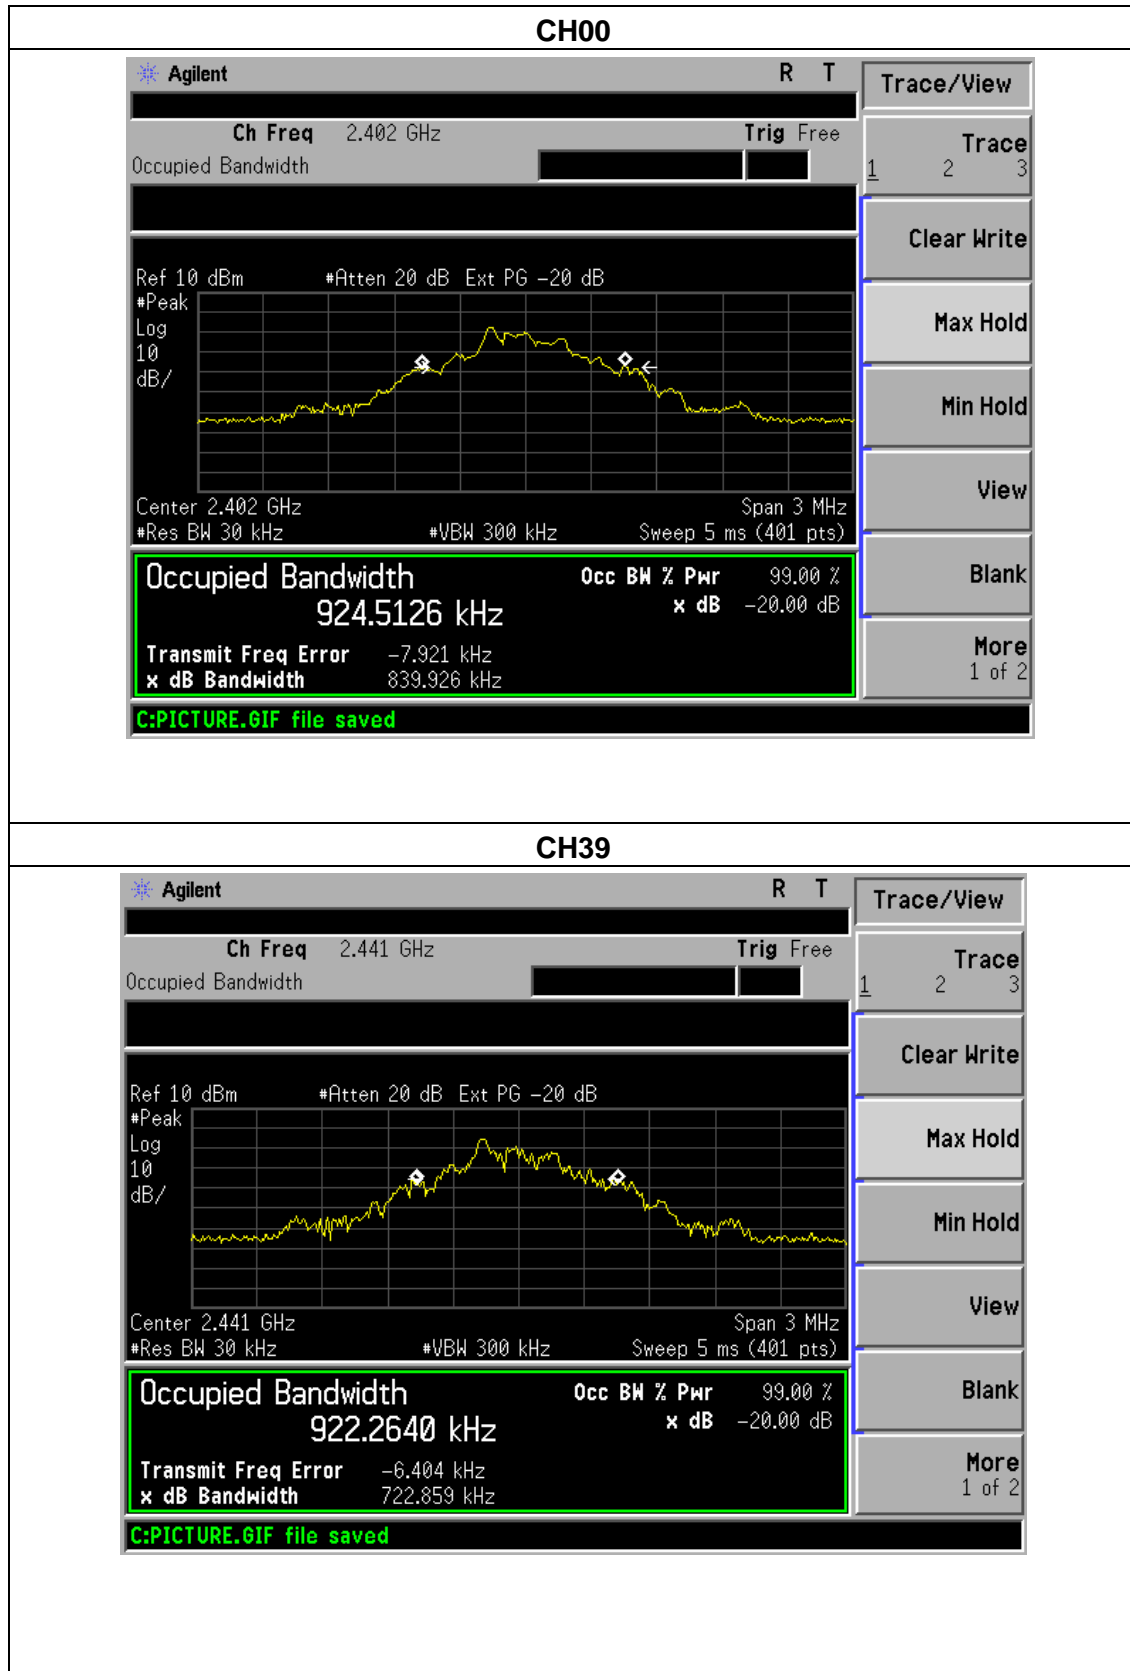 CH00
Agilent R T Trace/View
Ch Freq 2.402 GHz Trig Free
Occupied Bandwidth
Trace
1 2 3
Clear Write
Max Hold
Min Hold
View
Blank
More
1 of 2
Ref 10 dBm #Atten 20 dB Ext PG -20 dB
#Peak
Log
10
dB/
Center 2.402 GHz Span 3 MHz
#Res BW 30 kHz #VBW 300 kHz Sweep 5 ms (401 pts)
Occupied Bandwidth Occ BW % Pwr 99.00 %
924.5126 kHz x dB -20.00 dB
Transmit Freq Error -7.921 kHz
x dB Bandwidth 839.926 kHz
C:PICTURE.GIF file saved
CH39
Agilent R T Trace/View
Ch Freq 2.441 GHz Trig Free
Occupied Bandwidth
Trace
1 2 3
Clear Write
Max Hold
Min Hold
View
Blank
More
1 of 2
Ref 10 dBm #Atten 20 dB Ext PG -20 dB
#Peak
Log
10
dB/
Center 2.441 GHz Span 3 MHz
#Res BW 30 kHz #VBW 300 kHz Sweep 5 ms (401 pts)
Occupied Bandwidth Occ BW % Pwr 99.00 %
922.2640 kHz x dB -20.00 dB
Transmit Freq Error -6.404 kHz
x dB Bandwidth 722.859 kHz
C:PICTURE.GIF file saved